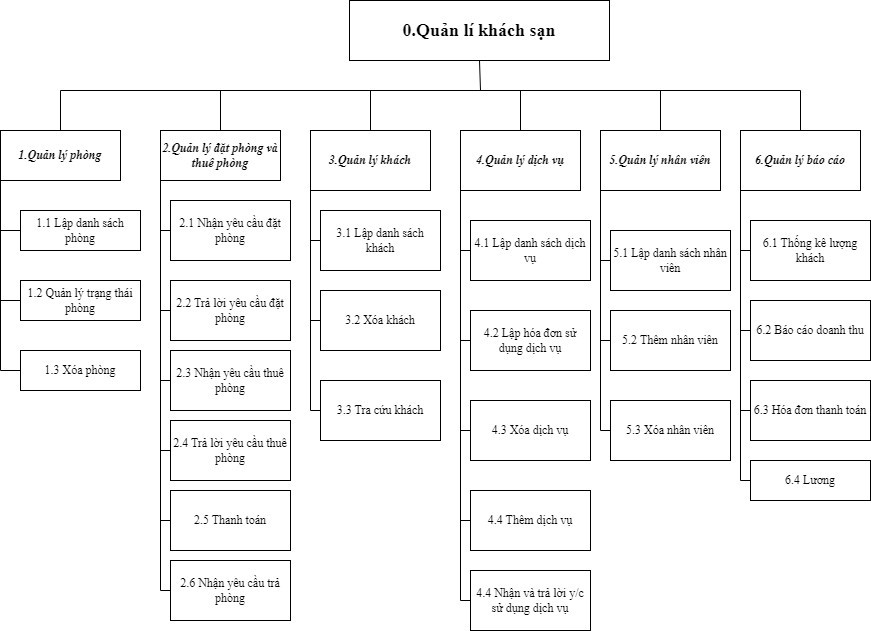 0.Quản lí khách sạn
1.Quản lý phòng
1.1 Lập danh sách
phòng
1.2 Quản lý trạng thái
phòng
1.3 Xóa phòng
2.Quản lý đặt phòng và
thuê phòng
2.1 Nhận yêu cầu đặt
phòng
2.2 Trả lời yêu cầu đặt
phòng
2.3 Nhận yêu cầu thuê
phòng
2.4 Trả lời yêu cầu thuê
phòng
2.5 Thanh toán
2.6 Nhận yêu cầu trả
phòng
3.Quản lý khách
3.1 Lập danh sách
khách
3.2 Xóa khách
3.3 Tra cứu khách
4.Quản lý dịch vụ
4.1 Lập danh sách dịch
vụ
4.2 Lập hóa đơn sử
dụng dịch vụ
4.3 Xóa dịch vụ
4.4 Thêm dịch vụ
4.4 Nhận và trả lời y/c
sử dụng dịch vụ
5.Quản lý nhân viên
5.1 Lập danh sách nhân
viên
5.2 Thêm nhân viên
5.3 Xóa nhân viên
6.Quản lý báo cáo
6.1 Thống kê lượng
khách
6.2 Báo cáo doanh thu
6.3 Hóa đơn thanh toán
6.4 Lương